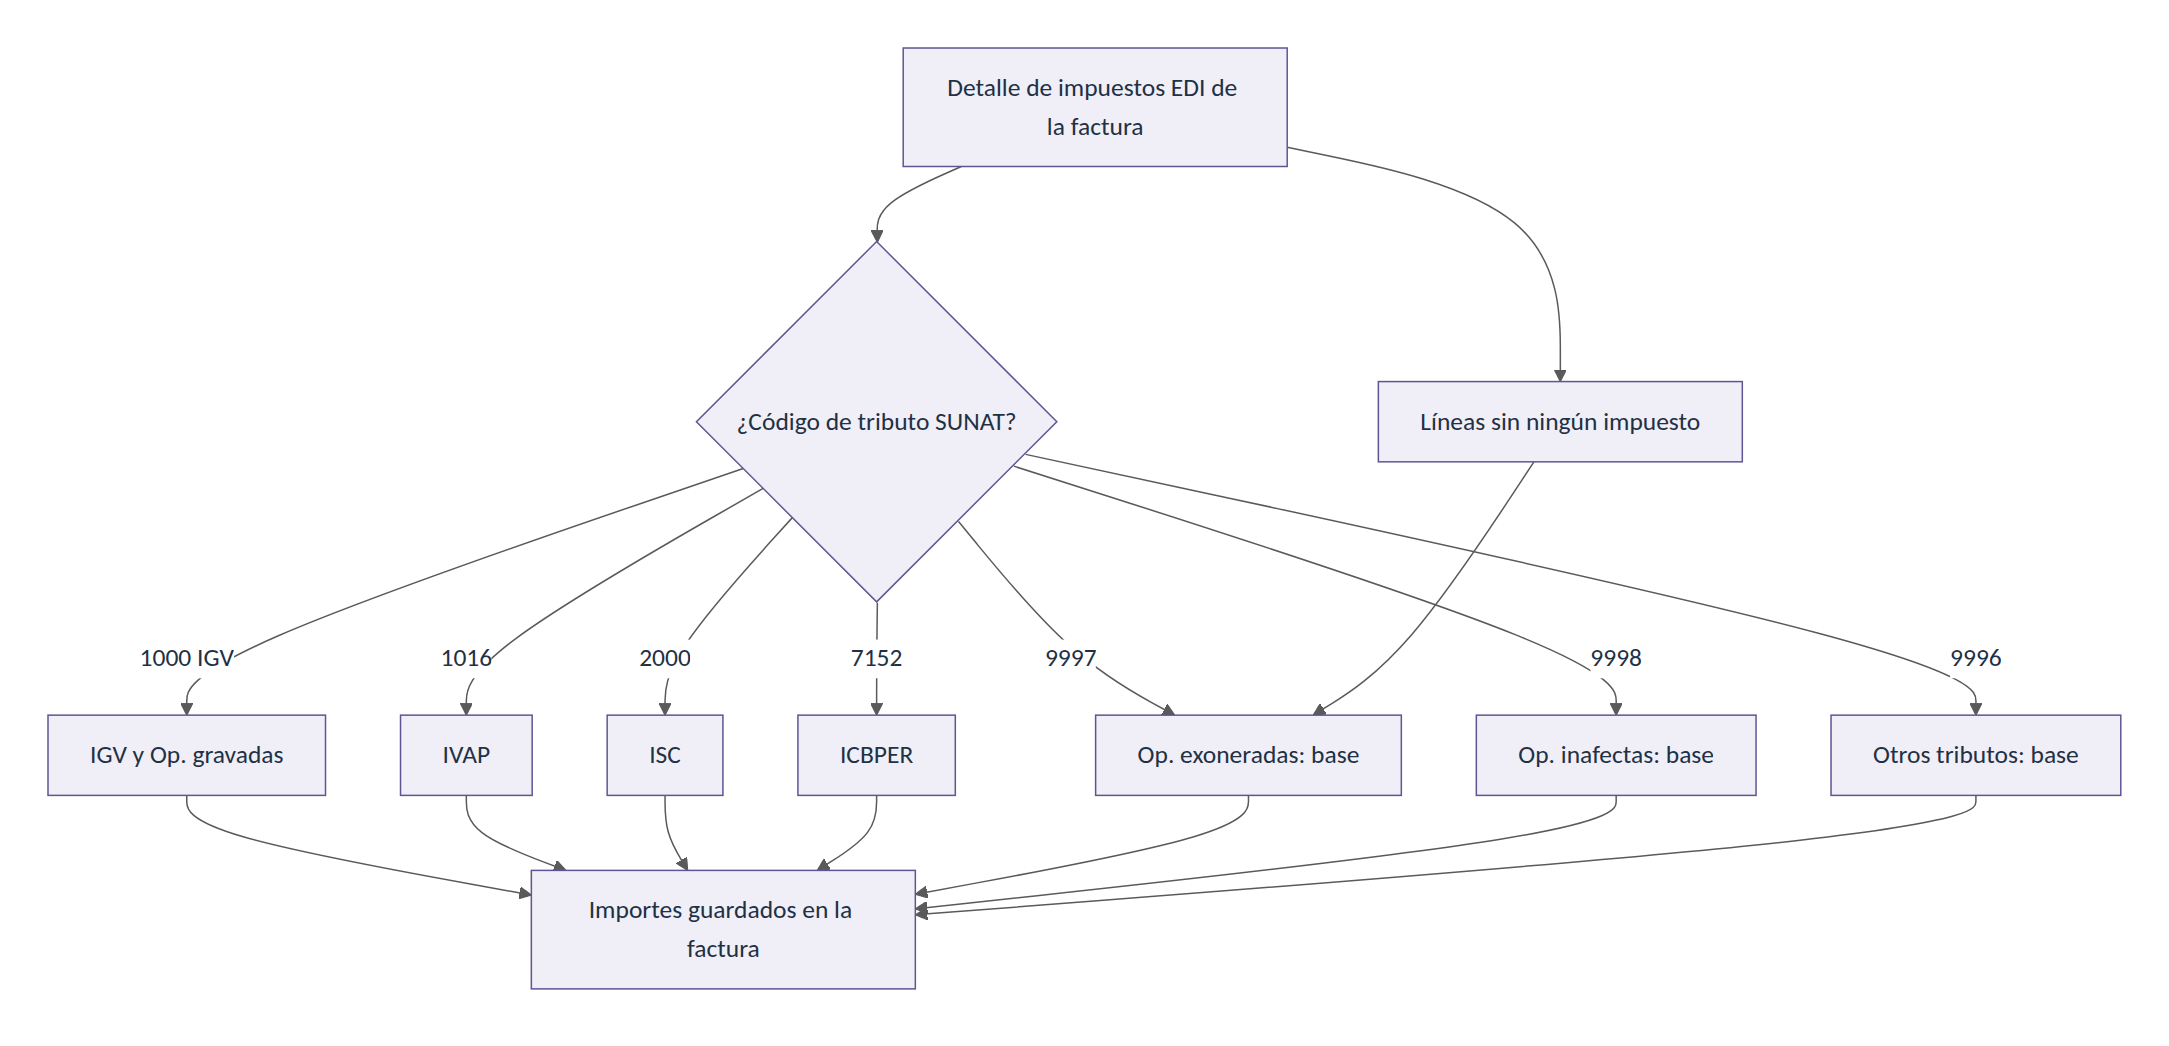 Detalle de impuestos EDI de
la factura
¿Código de tributo SUNAT?
Líneas sin ningún impuesto
1000 IGV
1016
2000
7152
9997
9998
9996
IGV y Op. gravadas
IVAP
ISC
ICBPER
Op. exoneradas: base
Op. inafectas: base
Otros tributos: base
Importes guardados en la
factura